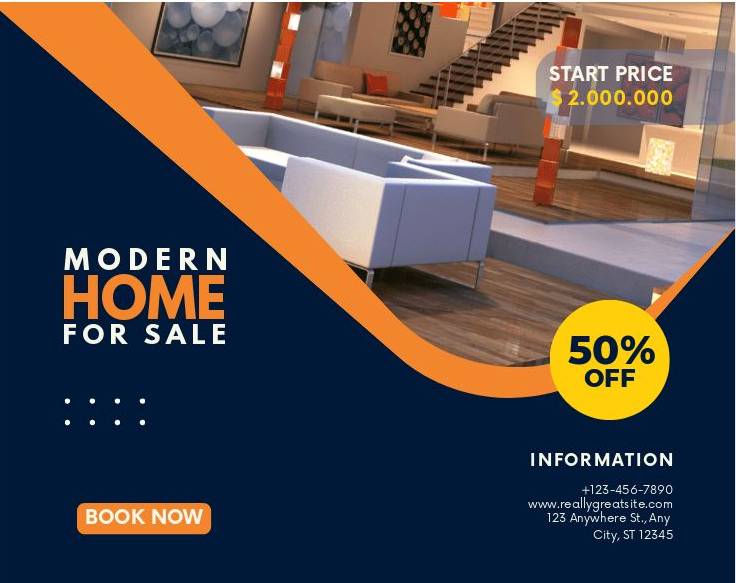 START PRICE
$ 2.000.000
MODERN
HOME
FOR SALE
50%
OFF
INFORMATION
+123-456-7890
www.reallygreatsite.com
123 Anywhere St., Any
City, ST 12345
BOOK NOW